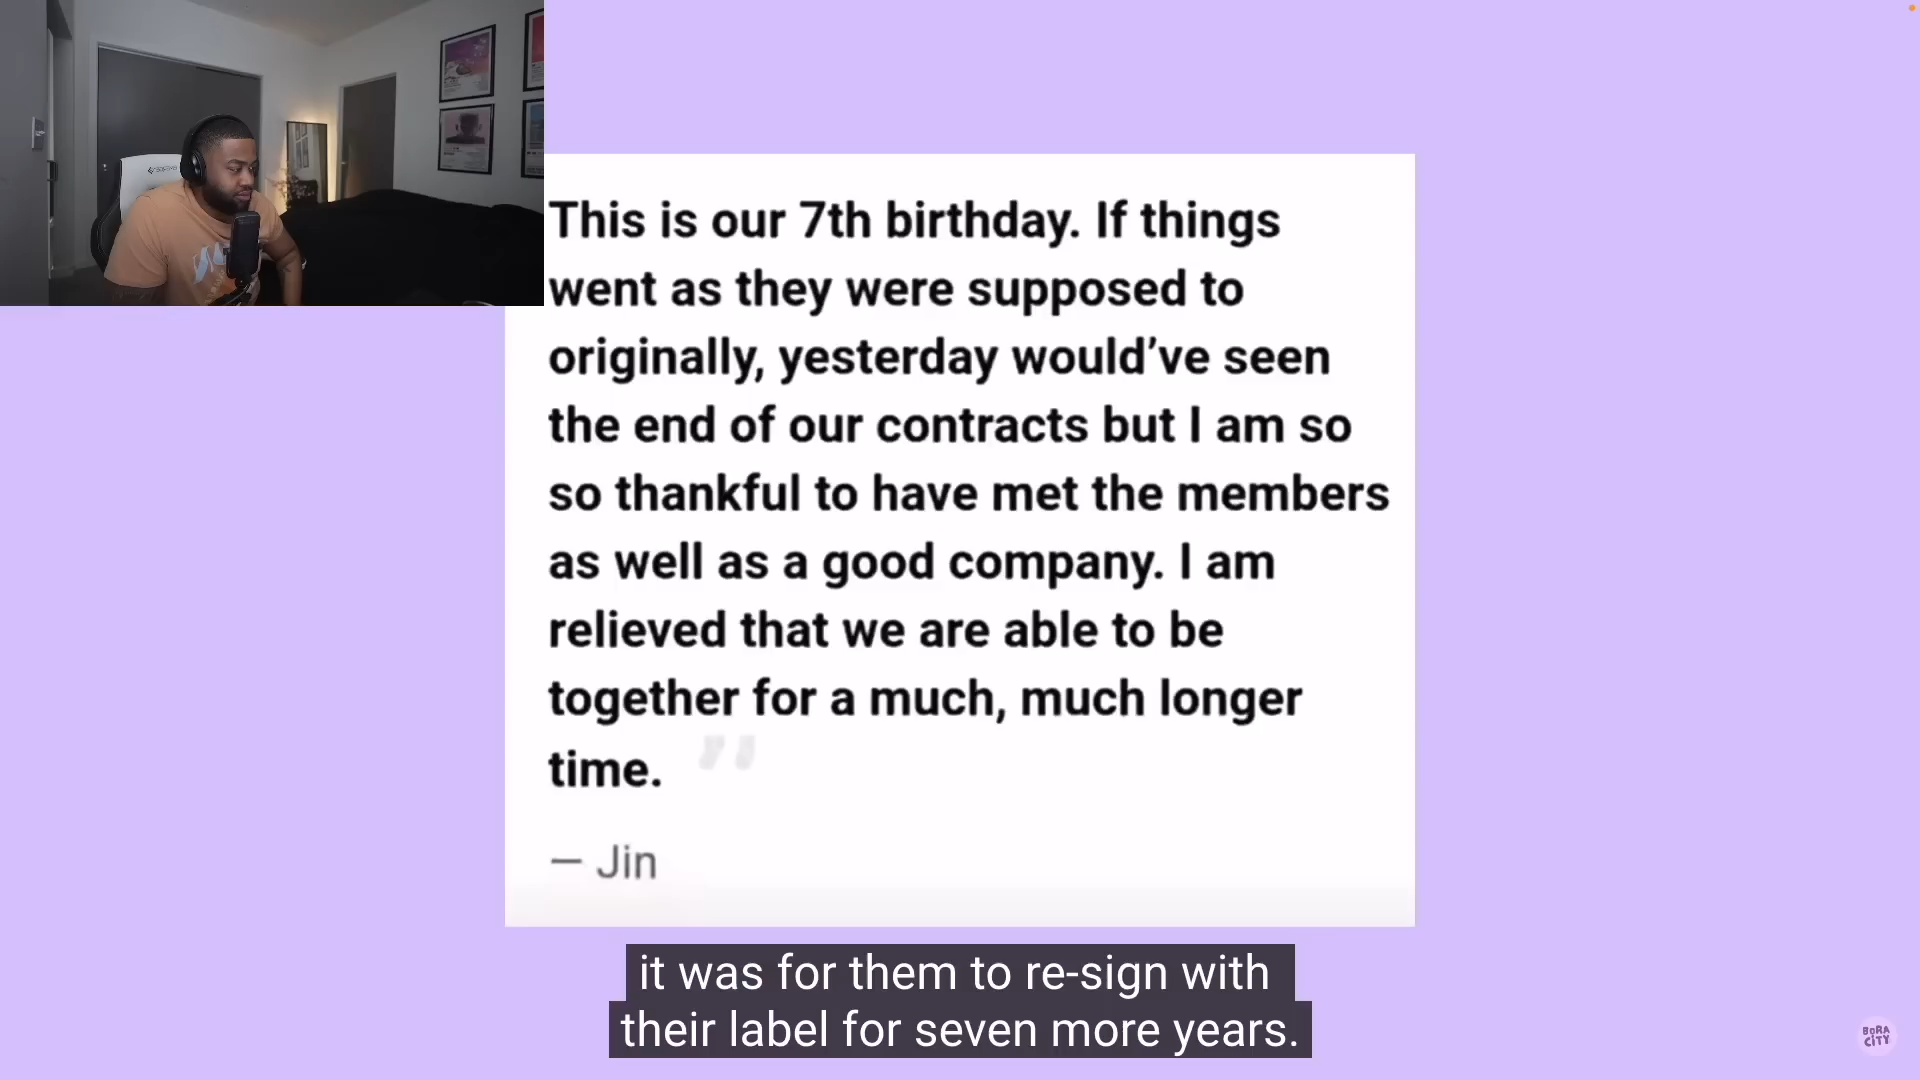 This is our 7th birthday. If things
went as they were supposed to
originally, yesterday would’ve seen
the end of our contracts but I am so
so thankful to have met the members
as well as a good company. I am
relieved that we are able to be
together for a much, much longer
time. ”
— Jin
it was for them to re-sign with
their label for seven more years.
BORA
CITY